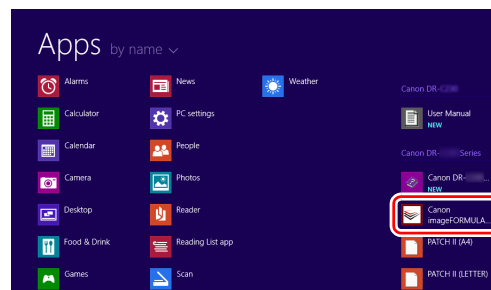 Apps by name
Alarms
Calculator
Calendar
Camera
Desktop
Food & Drink
Games
News
PC settings
People
Photos
Reader
Reading List app
Scan
Weather
Canon DR-
User Manual
NEW
Canon DR- Series
Canon DR- ...
NEW
Canon
imageFORMULA...
PATCH II (A4)
PATCH II (LETTER)